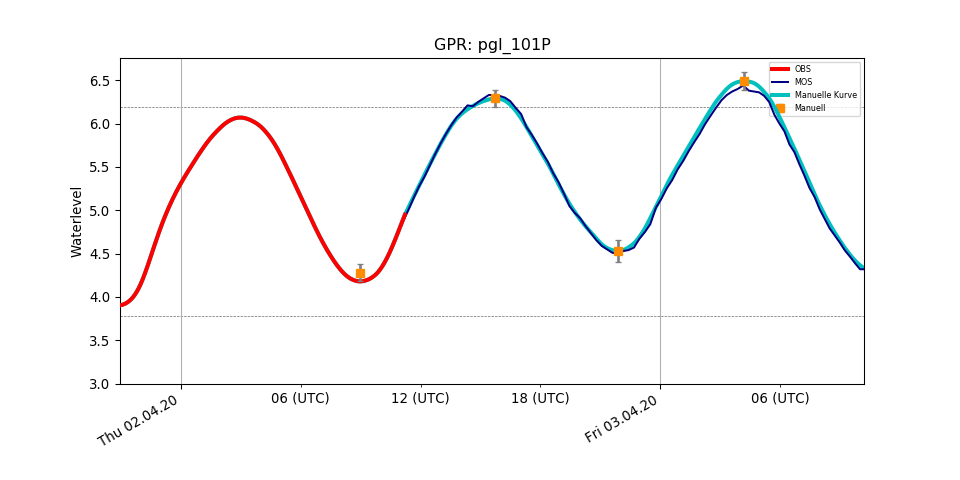 GPR: pgl_101P
OBS
MOS
Manuelle Kurve
Manuell
Waterlevel
6.5
6.0
5.5
5.0
4.5
4.0
3.5
3.0
Thu 02.04.20
06 (UTC)
12 (UTC)
18 (UTC)
Fri 03.04.20
06 (UTC)